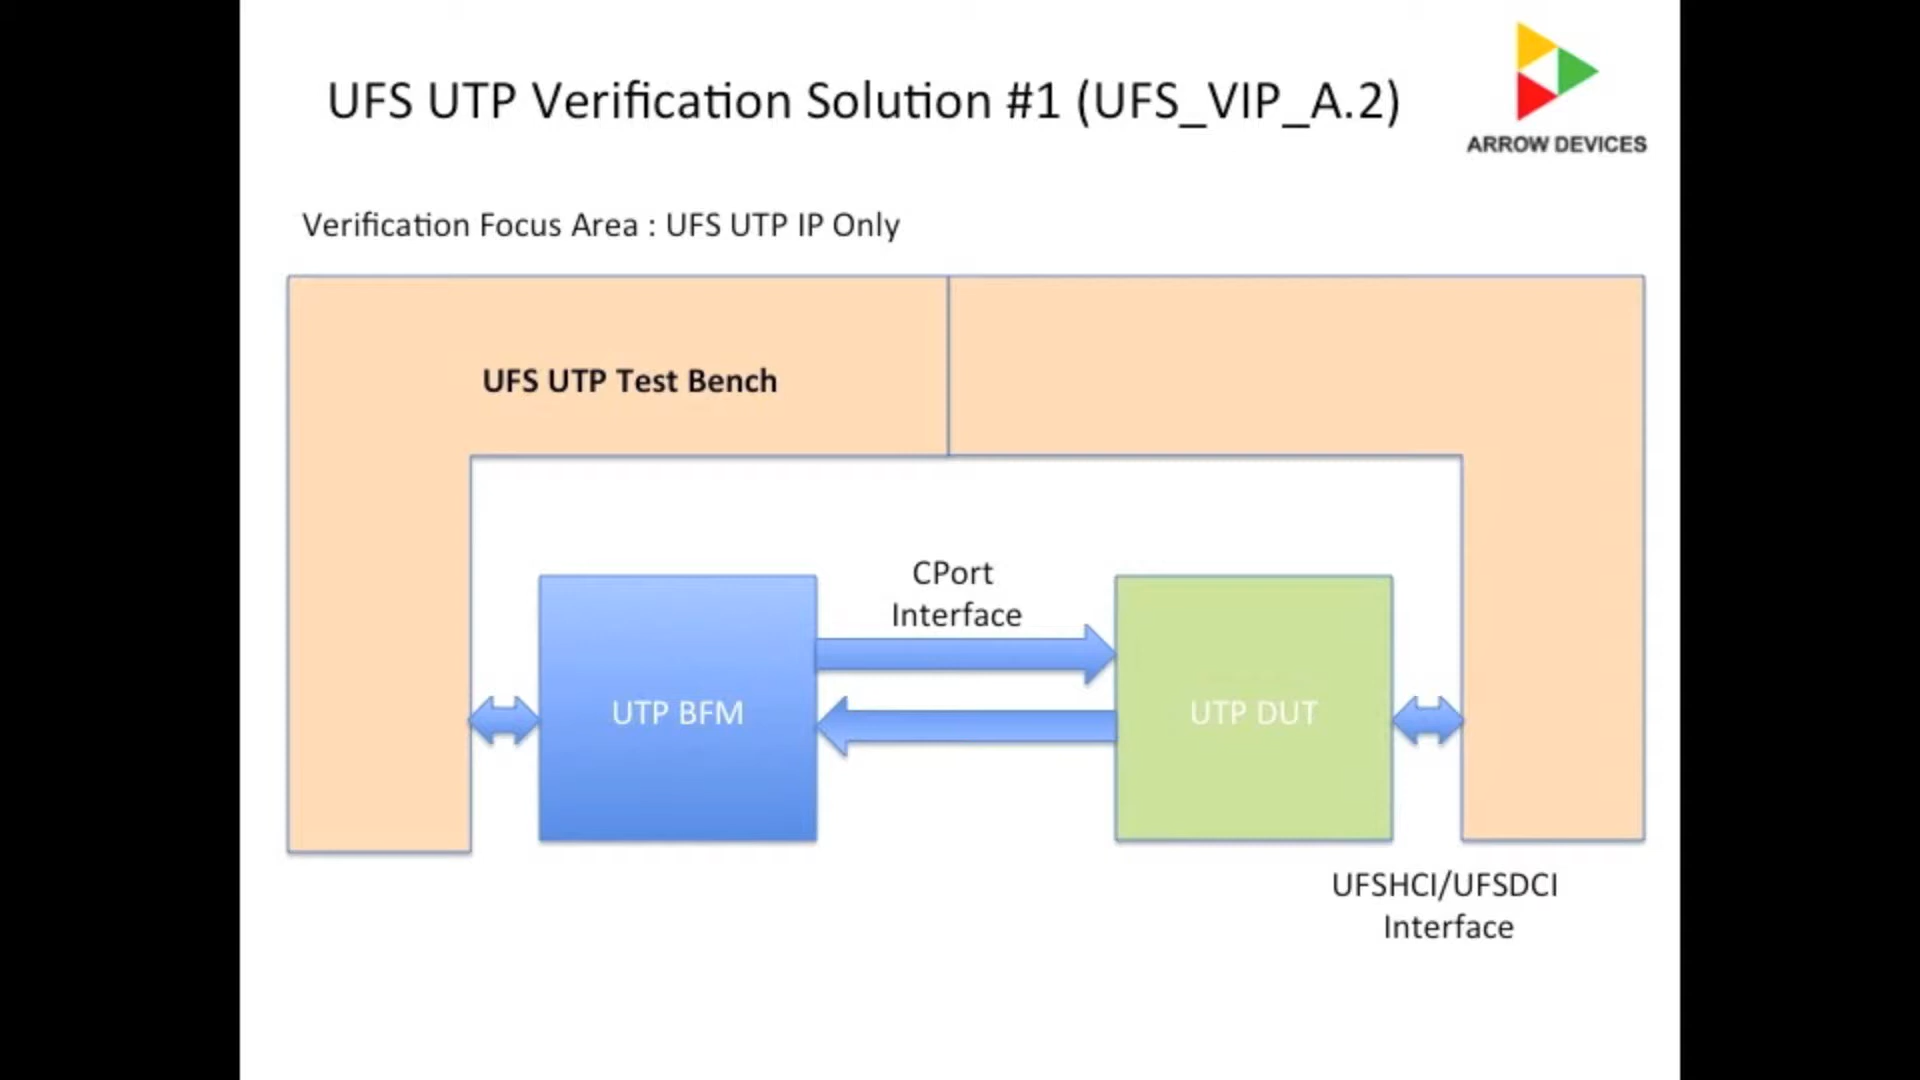 UFS UTP Verification Solution #1 (UFS_VIP_A.2)
ARROW DEVICES
Verification Focus Area : UFS UTP IP Only
UFS UTP Test Bench
CPort
Interface
UTP BFM
UTP DUT
UFSHCI/UFSDCI
Interface